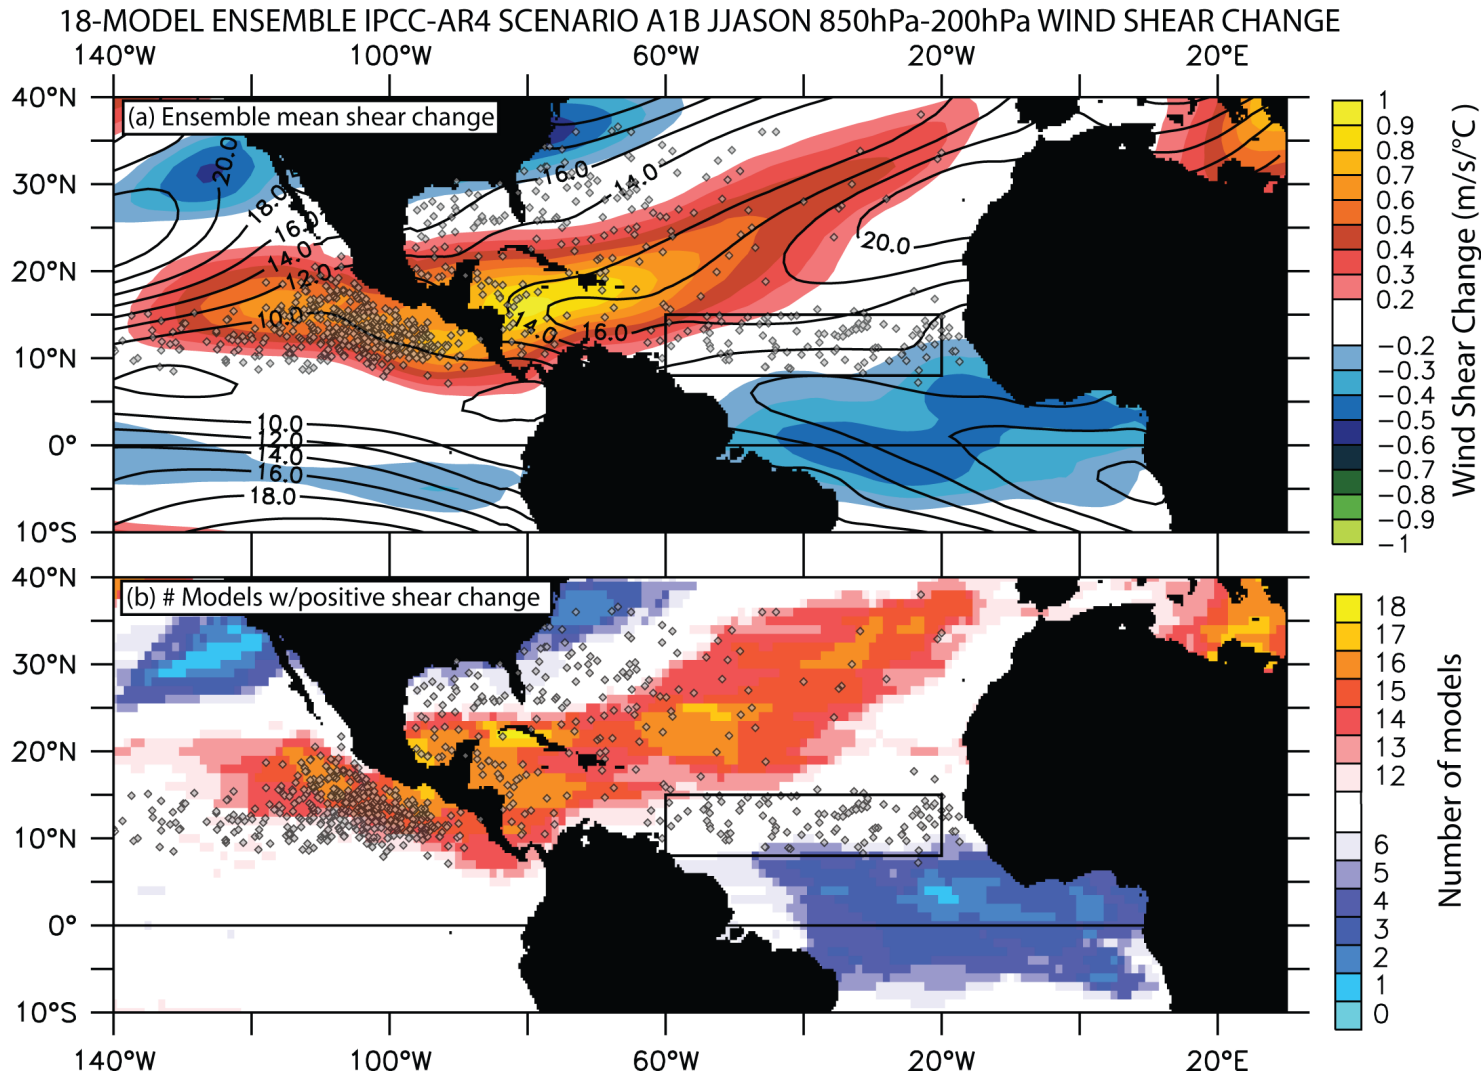 18-MODEL ENSEMBLE IPCC-AR4 SCENARIO A1B JJASON 850hPa-200hPa WIND SHEAR CHANGE
140°W 100°W 60°W 20°W 20°E
40°N
30°N
20°N
10°N
0°
10°S
(a) Ensemble mean shear change
20.0
18.0
16.0
14.0
12.0
10.0
16.0
14.0
20.0
14.0
16.0
10.0
12.0
14.0
16.0
18.0
1
0.9
0.8
0.7
0.6
0.5
0.4
0.3
0.2
−0.2
−0.3
−0.4
−0.5
−0.6
−0.7
−0.8
−0.9
−1
Wind Shear Change (m/s/°C )
40°N
30°N
20°N
10°N
0°
10°S
(b) # Models w/positive shear change
18
17
16
15
14
13
12
6
5
4
3
2
1
0
Number of models
140°W 100°W 60°W 20°W 20°E